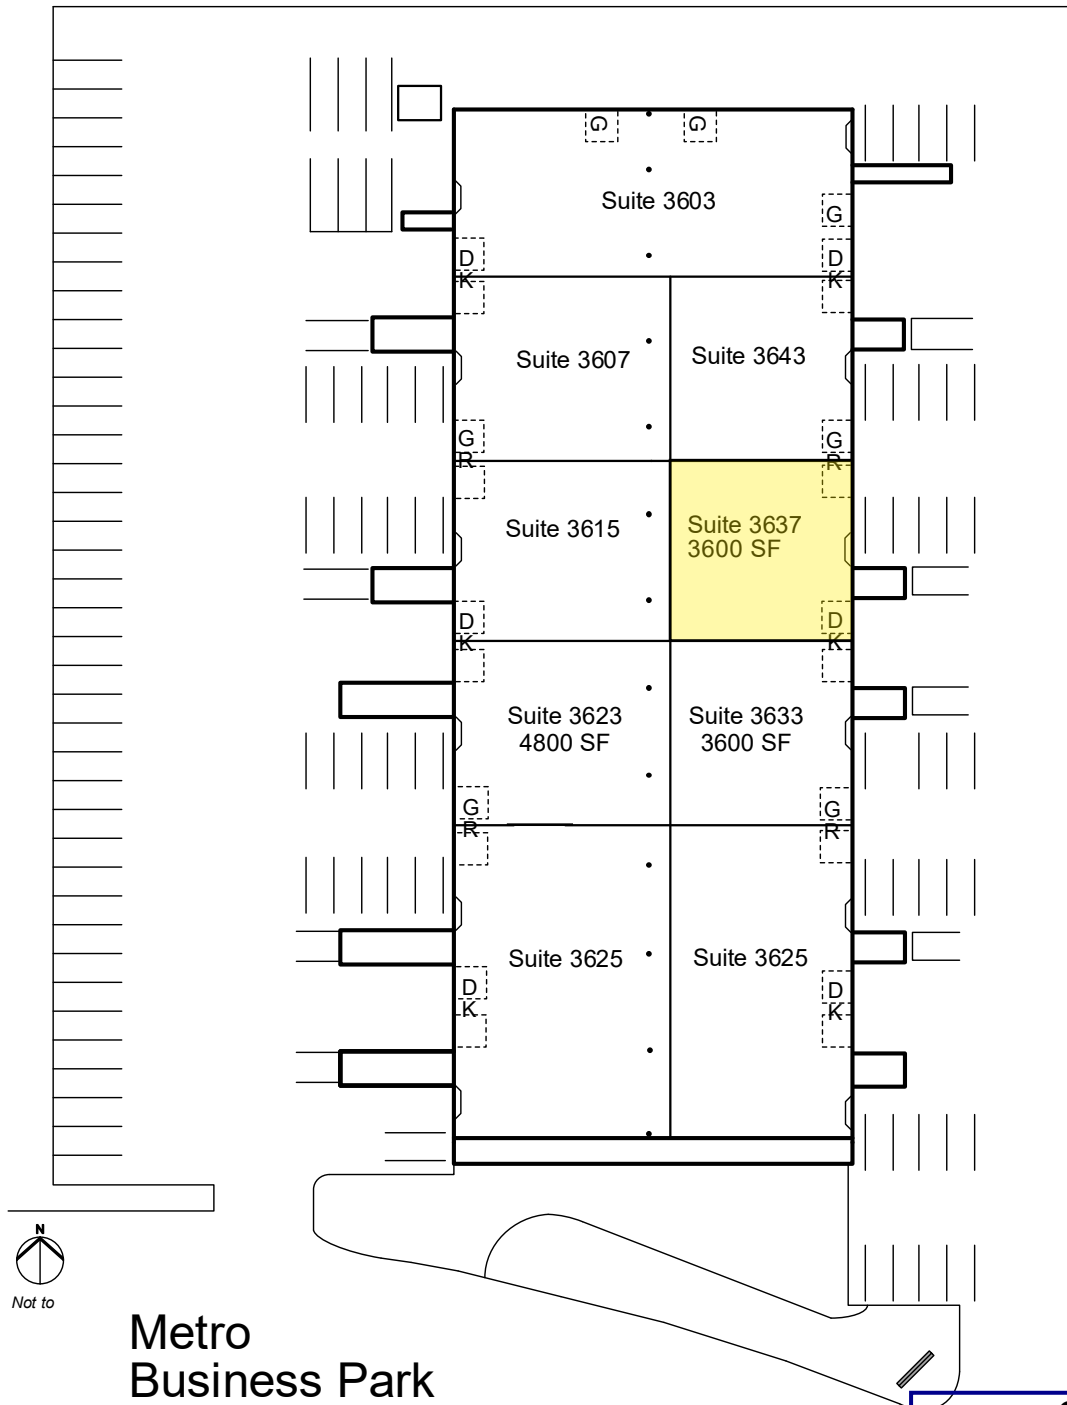 G G
Suite 3603
G
D
K
D
K
Suite 3607
Suite 3643
G
R
G
R
Suite 3615
Suite 3637
3600 SF
D
K
D
K
Suite 3623
4800 SF
Suite 3633
3600 SF
G
R
G
R
Suite 3625
Suite 3625
D
K
D
K
N
Not to
Metro
Business Park